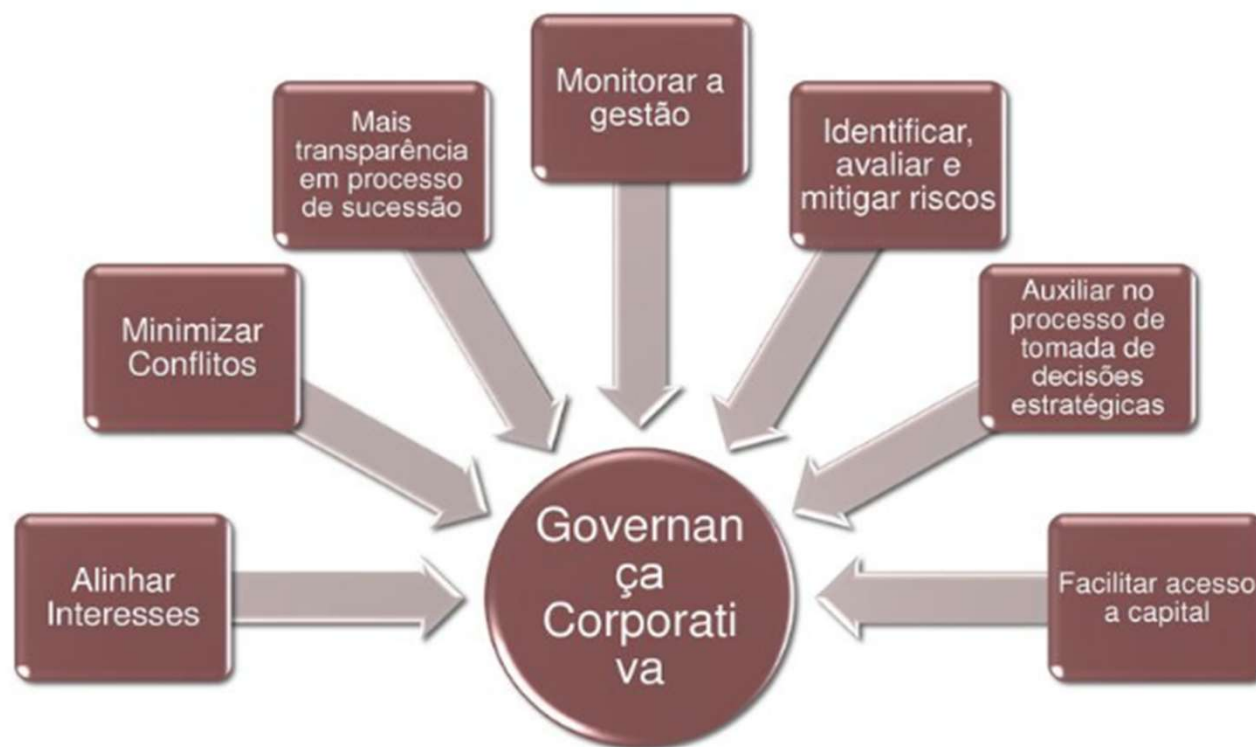 Monitorar a
gestão
Mais
transparência
em processo
de sucessão
Identificar,
avaliar e
mitigar riscos
Minimizar
Conflitos
Auxiliar no
processo de
tomada de
decisões
estratégicas
Alinhar
Interesses
Governan
ça
Corporati
va
Facilitar acesso
a capital